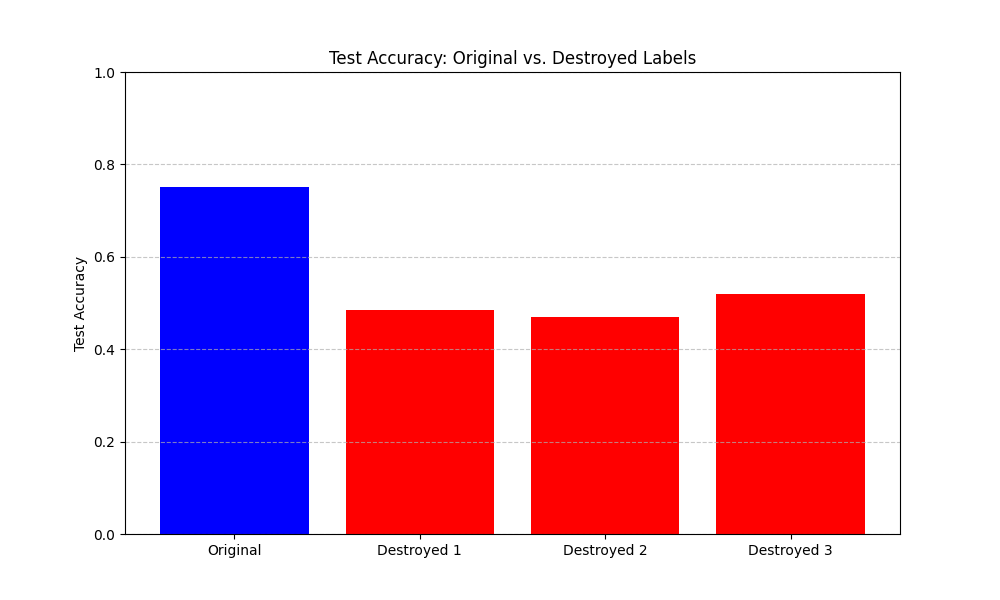 Test Accuracy: Original vs. Destroyed Labels
1.0
0.8
0.6
0.4
0.2
0.0
Test Accuracy
Original Destroyed 1 Destroyed 2 Destroyed 3